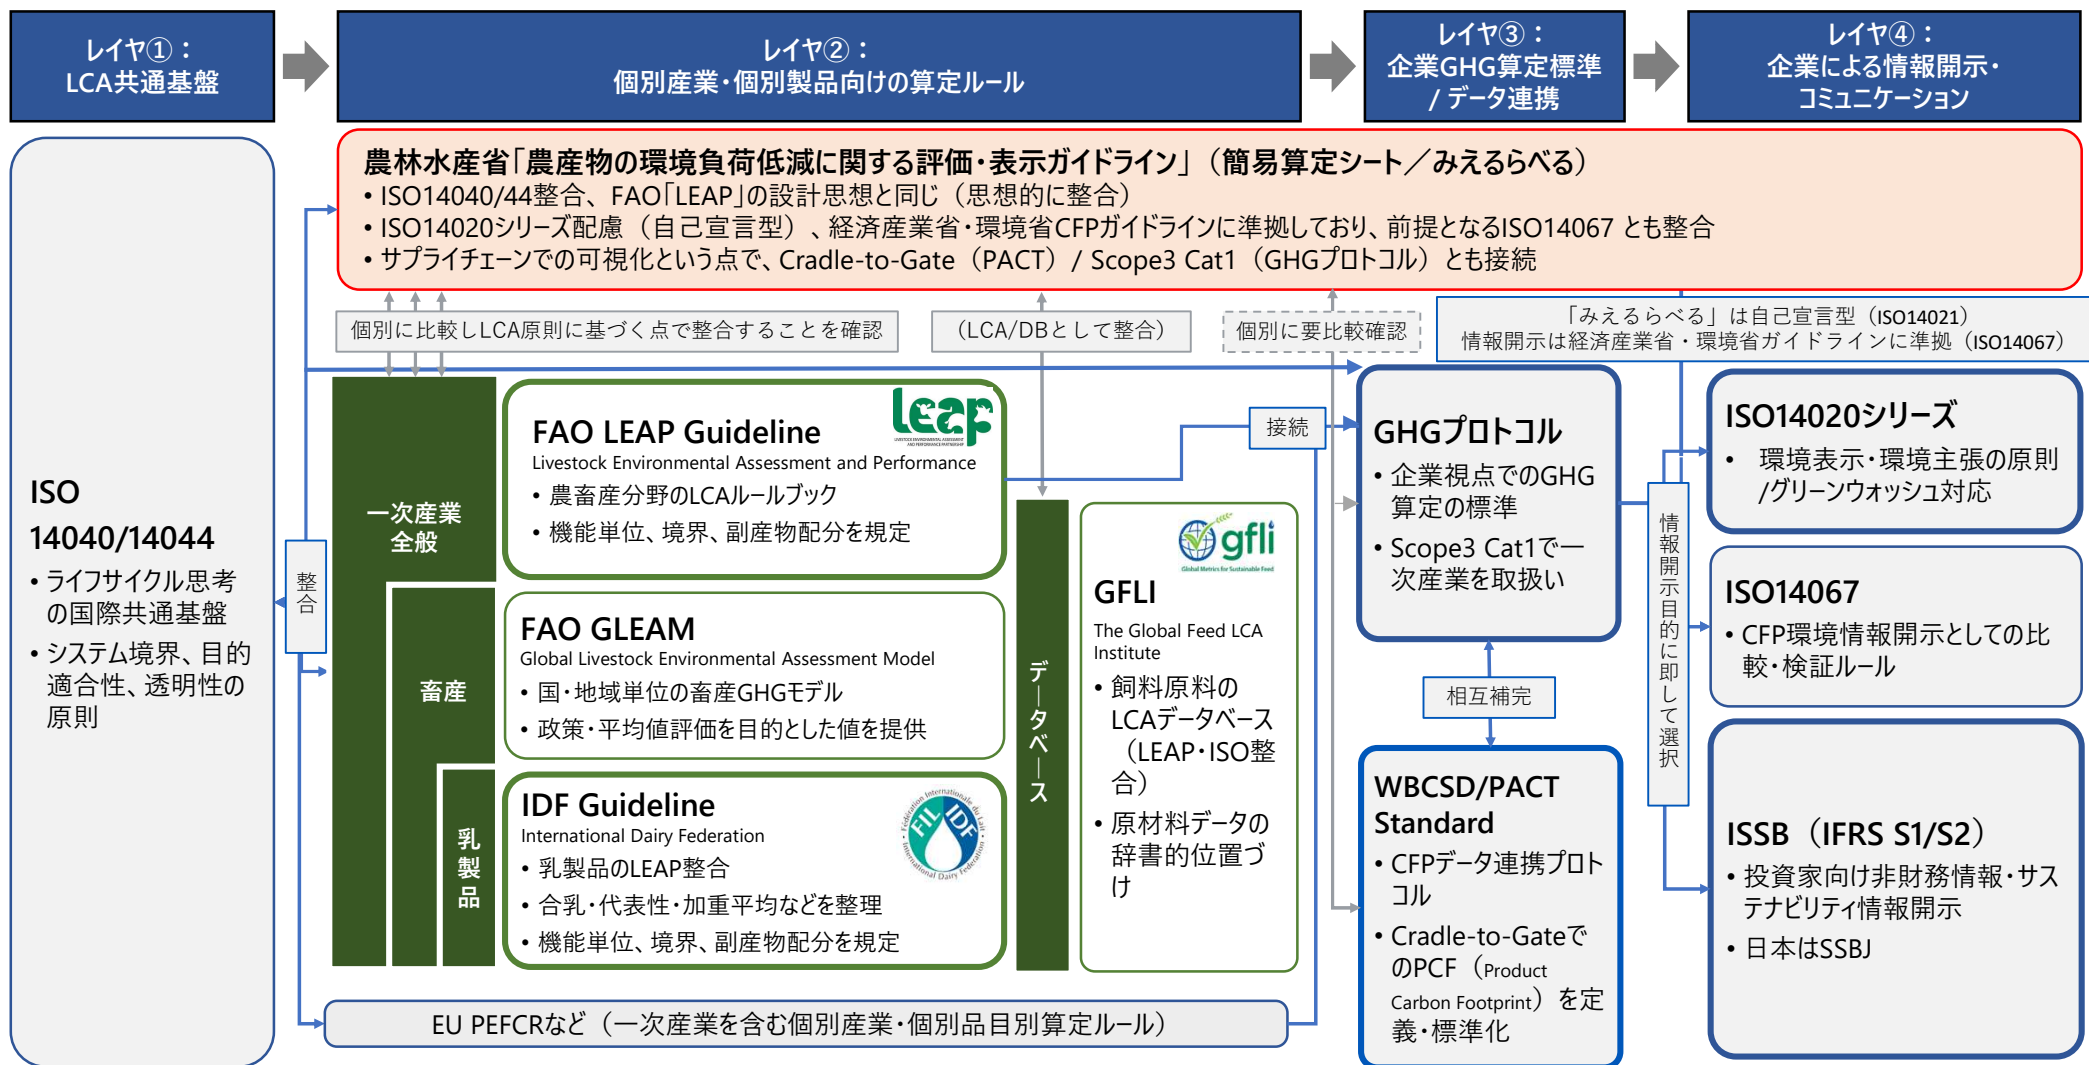 レイヤ①：
LCA共通基盤
レイヤ②：
個別産業・個別製品向けの算定ルール
レイヤ③：
企業GHG算定標準
/ データ連携
レイヤ④：
企業による情報開示・
コミュニケーション
農林水産省「農産物の環境負荷低減に関する評価・表示ガイドライン」（簡易算定シート／みえるらべる）
• ISO14040/44整合、FAO「LEAP」の設計思想と同じ（思想的に整合）
• ISO14020シリーズ配慮（自己宣言型）、経済産業省・環境省CFPガイドラインに準拠しており、前提となるISO14067 とも整合
• サプライチェーンでの可視化という点で、Cradle-to-Gate（PACT）/ Scope3 Cat1（GHGプロトコル）とも接続
個別に比較しLCA原則に基づく点で整合することを確認
（LCA/DBとして整合）
個別に要比較確認
「みえるらべる」は自己宣言型（ISO14021）
情報開示は経済産業省・環境省ガイドラインに準拠（ISO14067）
ISO
14040/14044
• ライフサイクル思考
の国際共通基盤
• システム境界、目的
適合性、透明性の
原則
整合
一次産業
全般
畜産
乳製品
FAO LEAP Guideline
Livestock Environmental Assessment and Performance
• 農畜産分野のLCAルールブック
• 機能単位、境界、副産物配分を規定
leap
LIVESTOCK ENVIRONMENTAL ASSESSMENT
AND PERFORMANCE PARTNERSHIP
FAO GLEAM
Global Livestock Environmental Assessment Model
• 国・地域単位の畜産GHGモデル
• 政策・平均値評価を目的とした値を提供
IDF Guideline
International Dairy Federation
• 乳製品のLEAP整合
• 合乳・代表性・加重平均などを整理
• 機能単位、境界、副産物配分を規定
Fédération Internationale du Lait
FIL IDF
International Dairy Federation
データベース
gfli
Global Metrics for Sustainable Feed
GFLI
The Global Feed LCA
Institute
• 飼料原料の
LCAデータベース
（LEAP・ISO整
合）
• 原材料データの
辞書的位置づ
け
EU PEFCRなど（一次産業を含む個別産業・個別品目別算定ルール）
接続
GHGプロトコル
• 企業視点でのGHG
算定の標準
• Scope3 Cat1で一
次産業を取扱い
相互補完
WBCSD/PACT
Standard
• CFPデータ連携プロト
コル
• Cradle-to-Gateで
のPCF（Product
Carbon Footprint）を定
義・標準化
情報開示目的に即して選択
ISO14020シリーズ
• 環境表示・環境主張の原則
/グリーンウォッシュ対応
ISO14067
• CFP環境情報開示としての比
較・検証ルール
ISSB（IFRS S1/S2）
• 投資家向け非財務情報・サス
テナビリティ情報開示
• 日本はSSBJ